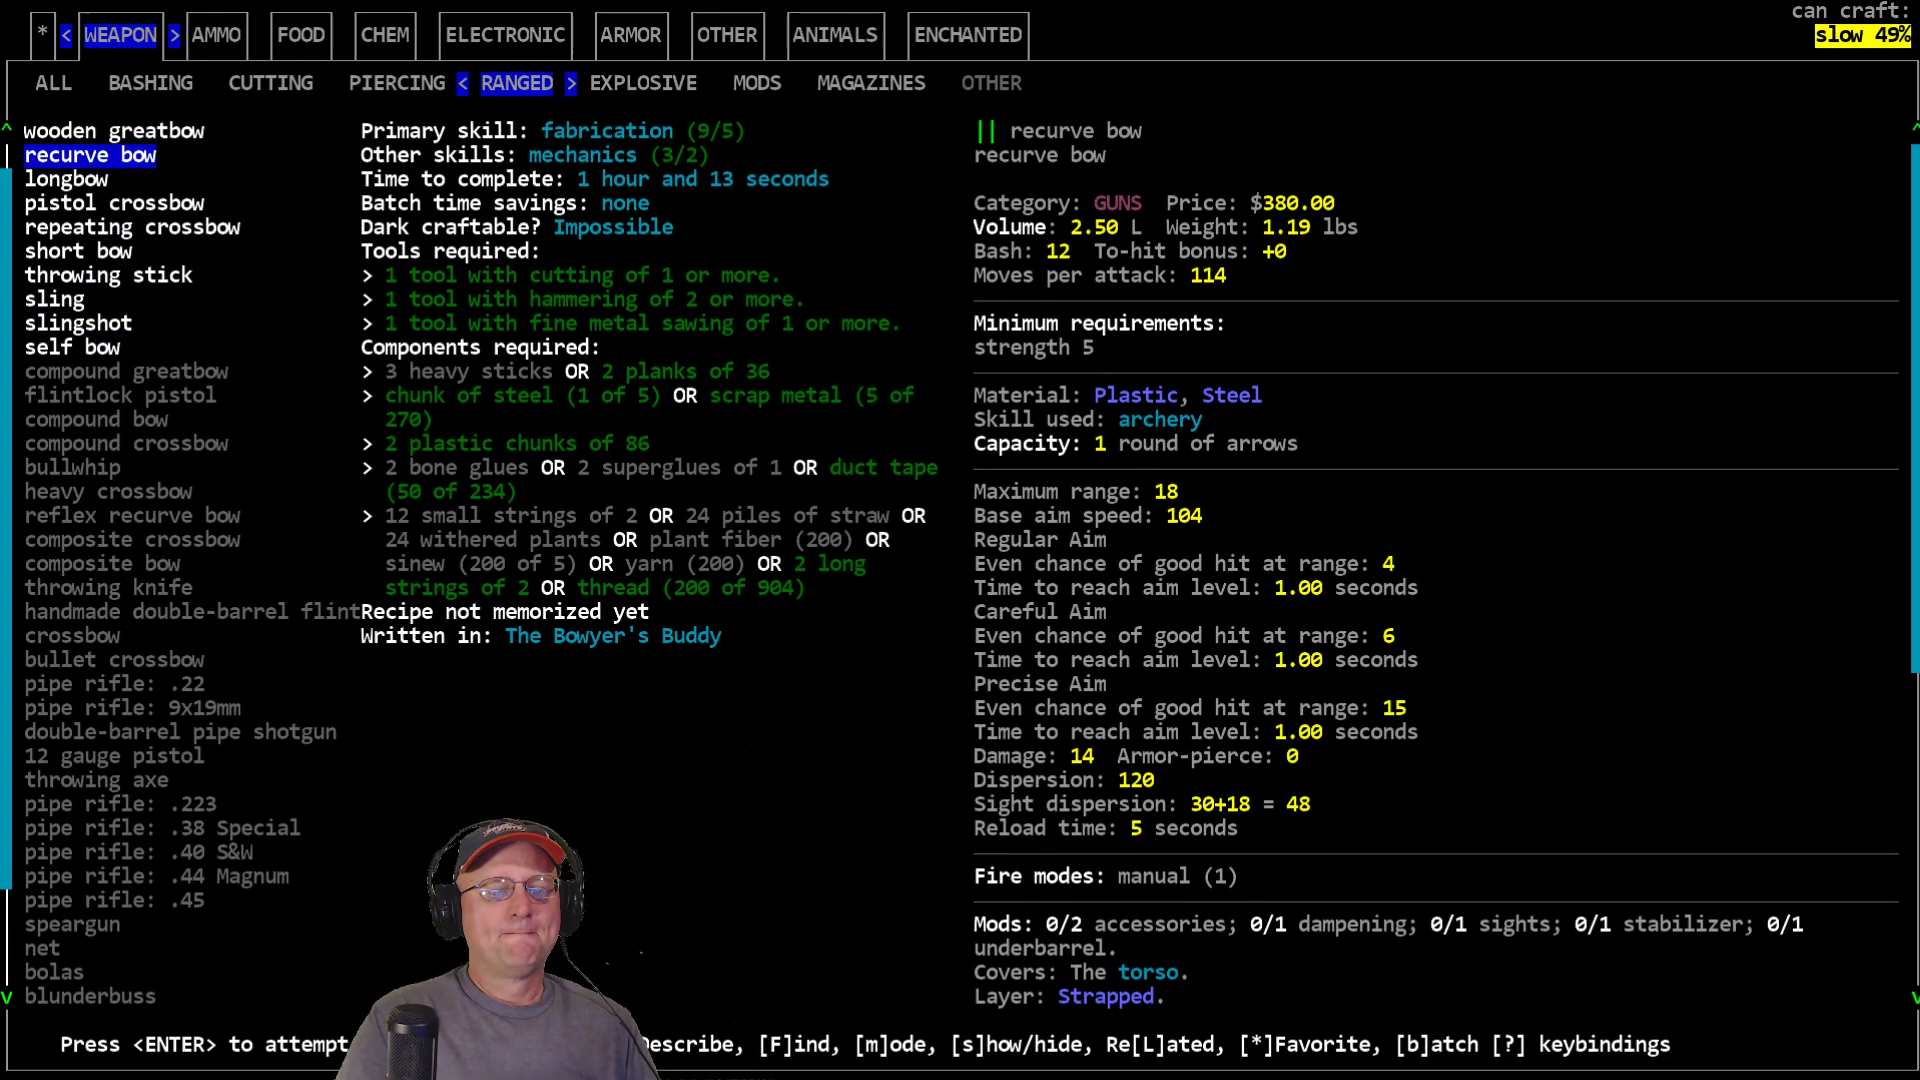 can craft:
* < WEAPON > AMMO FOOD CHEM ELECTRONIC ARMOR OTHER ANIMALS ENCHANTED
slow 49%
ALL BASHING CUTTING PIERCING < RANGED > EXPLOSIVE MODS MAGAZINES OTHER
wooden greatbow
recurve bow
longbow
pistol crossbow
repeating crossbow
short bow
throwing stick
sling
slingshot
self bow
compound greatbow
flintlock pistol
compound bow
compound crossbow
bullwhip
heavy crossbow
reflex recurve bow
composite crossbow
composite bow
throwing knife
handmade double-barrel flint
crossbow
bullet crossbow
pipe rifle: .22
pipe rifle: 9x19mm
double-barrel pipe shotgun
12 gauge pistol
throwing axe
pipe rifle: .223
pipe rifle: .38 Special
pipe rifle: .40 S&W
pipe rifle: .44 Magnum
pipe rifle: .45
speargun
net
bolas
blunderbuss
Primary skill: fabrication (9/5)
Other skills: mechanics (3/2)
Time to complete: 1 hour and 13 seconds
Batch time savings: none
Dark craftable? Impossible
Tools required:
> 1 tool with cutting of 1 or more.
> 1 tool with hammering of 2 or more.
> 1 tool with fine metal sawing of 1 or more.
Components required:
> 3 heavy sticks OR 2 planks of 36
> chunk of steel (1 of 5) OR scrap metal (5 of
270)
> 2 plastic chunks of 86
> 2 bone glues OR 2 superglues of 1 OR duct tape
(50 of 234)
> 12 small strings of 2 OR 24 piles of straw OR
24 withered plants OR plant fiber (200) OR
sinew (200 of 5) OR yarn (200) OR 2 long
strings of 2 OR thread (200 of 904)
Recipe not memorized yet
Written in: The Bowyer's Buddy
|| recurve bow
recurve bow
Category: GUNS Price: $380.00
Volume: 2.50 L Weight: 1.19 lbs
Bash: 12 To-hit bonus: +0
Moves per attack: 114
Minimum requirements:
strength 5
Material: Plastic, Steel
Skill used: archery
Capacity: 1 round of arrows
Maximum range: 18
Base aim speed: 104
Regular Aim
Even chance of good hit at range: 4
Time to reach aim level: 1.00 seconds
Careful Aim
Even chance of good hit at range: 6
Time to reach aim level: 1.00 seconds
Precise Aim
Even chance of good hit at range: 15
Time to reach aim level: 1.00 seconds
Damage: 14 Armor-pierce: 0
Dispersion: 120
Sight dispersion: 30+18 = 48
Reload time: 5 seconds
Fire modes: manual (1)
Mods: 0/2 accessories; 0/1 dampening; 0/1 sights; 0/1 stabilizer; 0/1
underbarrel.
Covers: The torso.
Layer: Strapped.
Press <ENTER> to attempt escribe, [F]ind, [m]ode, [s]how/hide, Re[L]ated, [*]Favorite, [b]atch [?] keybindings